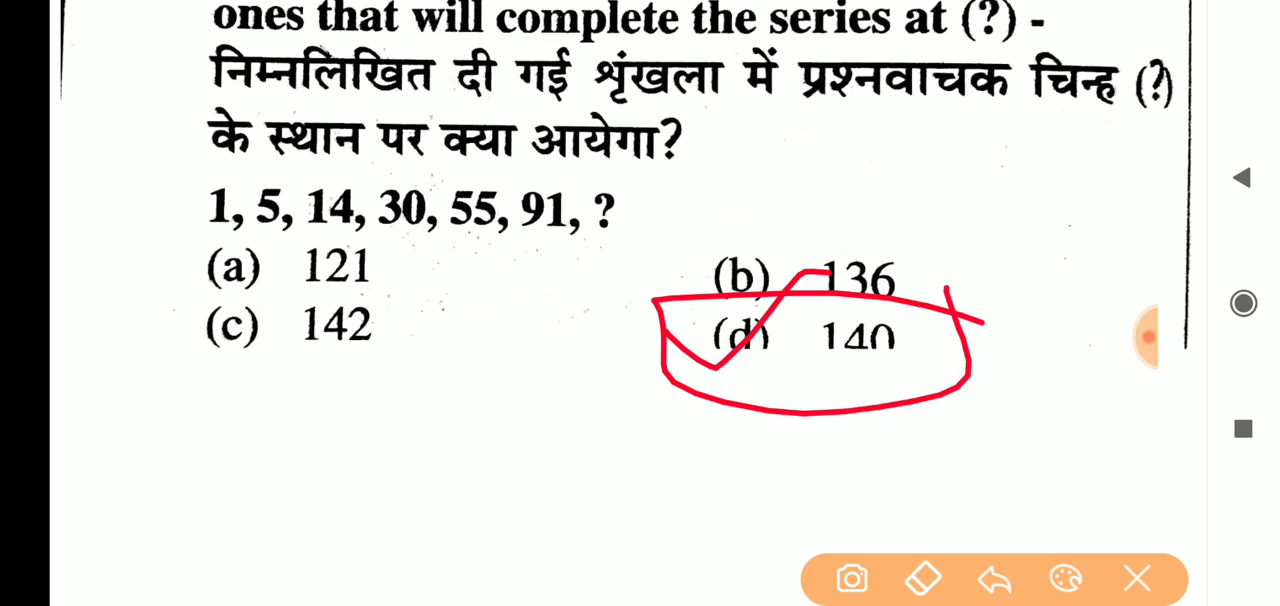 ones that will complete the series at (?) -
निम्नलिखित दी गई श्रृंखला में प्रश्नवाचक चिन्ह (?)
के स्थान पर क्या आयेगा?
1, 5, 14, 30, 55, 91, ?
(a) 121 (b) 136
(c) 142 (d) 140